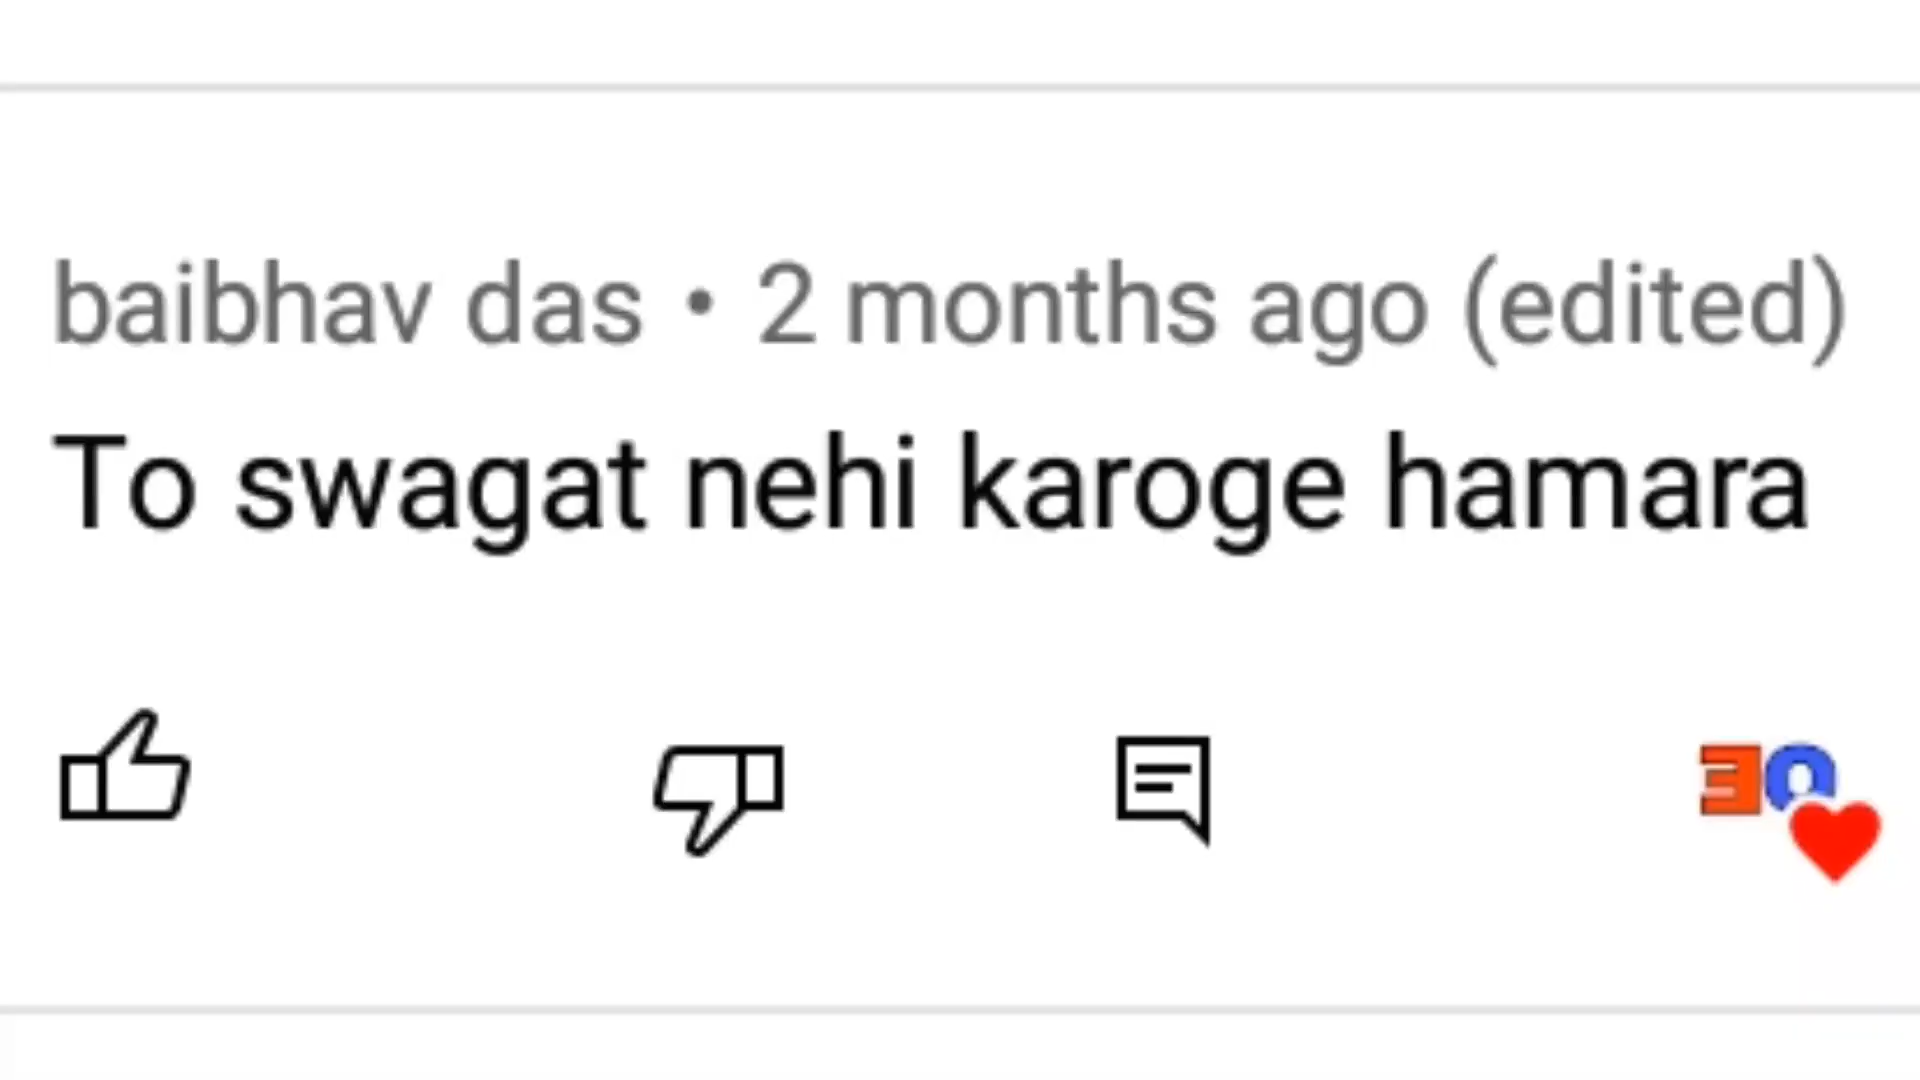 baibhav das • 2 months ago (edited)
To swagat nehi karoge hamara